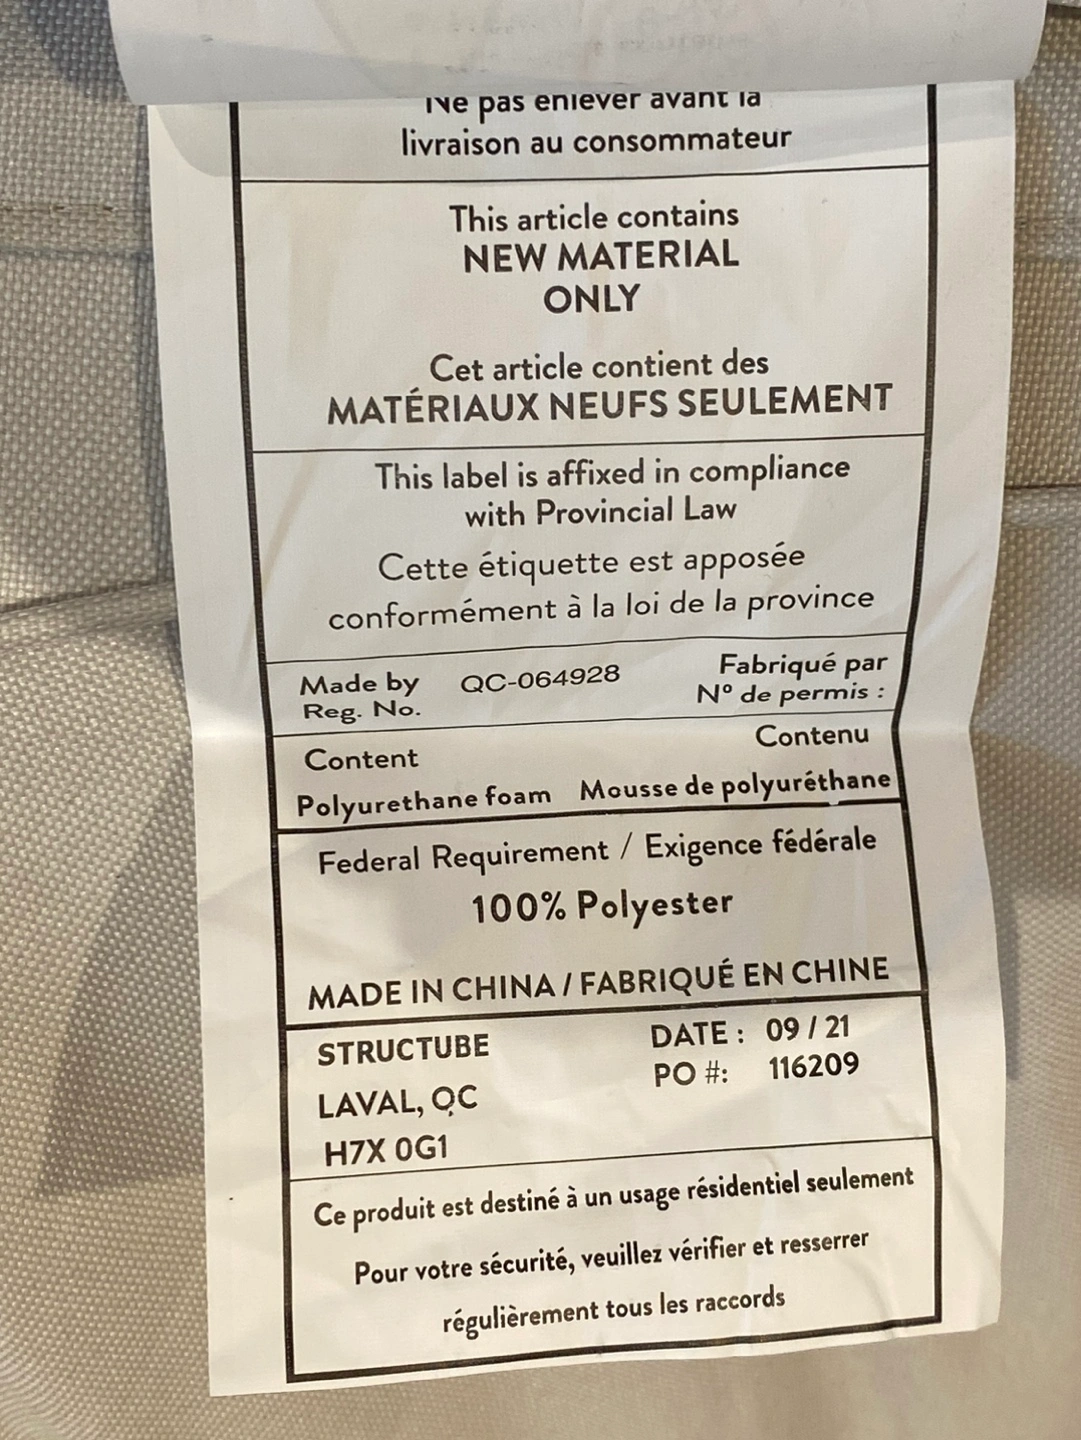 Ne pas enlever avant la
livraison au consommateur
This article contains
NEW MATERIAL
ONLY
Cet article contient des
MATÉRIAUX NEUFS SEULEMENT
This label is affixed in compliance
with Provincial Law
Cette étiquette est apposée
conformément à la loi de la province
Made by QC-064928 Fabriqué par
Reg. No. N° de permis :
Content Contenu
Polyurethane foam Mousse de polyuréthane
Federal Requirement / Exigence fédérale
100% Polyester
MADE IN CHINA / FABRIQUÉ EN CHINE
STRUCTUBE DATE : 09 / 21
LAVAL, QC PO #: 116209
H7X 0G1
Ce produit est destiné à un usage résidentiel seulement
Pour votre sécurité, veuillez vérifier et resserrer
régulièrement tous les raccords